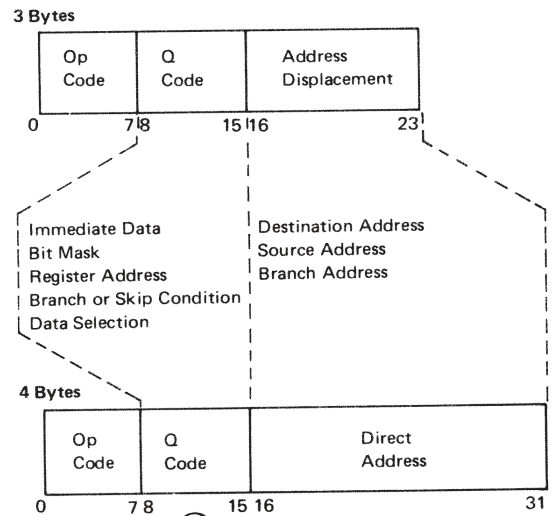 3 Bytes
Op Code
Q Code
Address Displacement
0 7 8 15 16 23
Immediate Data
Bit Mask
Register Address
Branch or Skip Condition
Data Selection
Destination Address
Source Address
Branch Address
4 Bytes
Op Code
Q Code
Direct Address
0 7 8 15 16 31